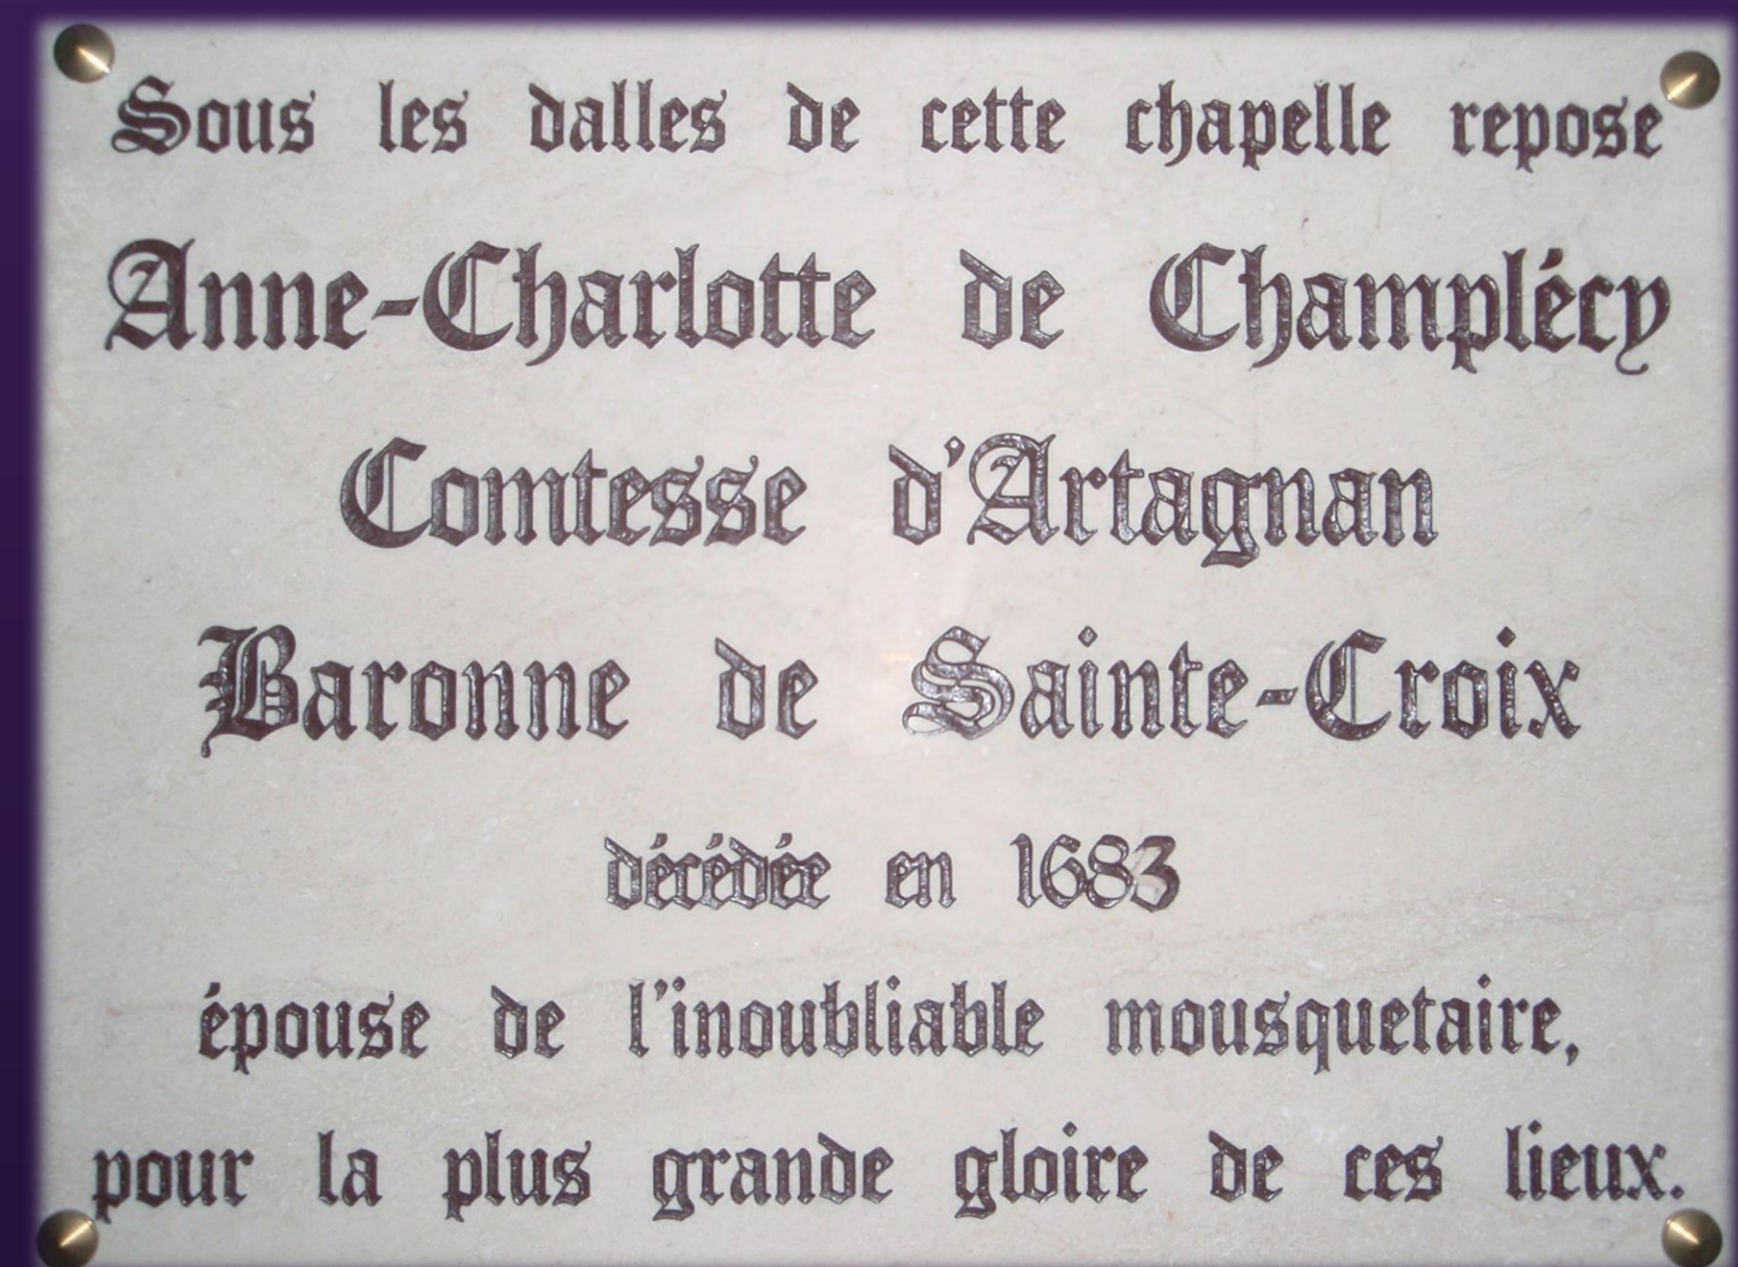 Sous les dalles de cette chapelle repose
Anne-Charlotte de Champlécy
Comtesse d'Artagnan
Baronne de Sainte-Croix
décédée en 1683
épouse de l'inoubliable mousquetaire,
pour la plus grande gloire de ces lieux.